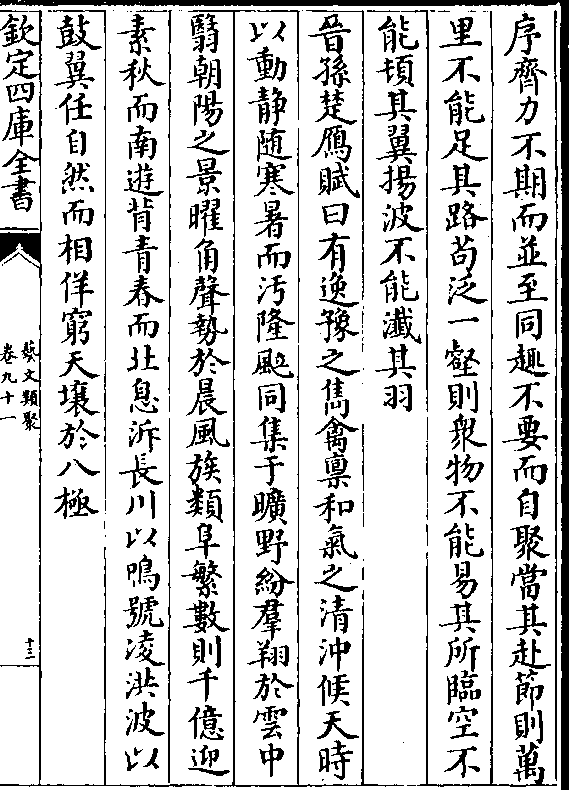 序齊力不期而並至同趣不要而自聚當其赴節則萬
里不能足其路苟泛一壑則衆物不能易其所臨空不
能頓其翼揚波不能瀸其羽
晉孫楚鴈賦曰有逸豫之雋禽禀和氣之清沖候天時
以動静随寒暑而汚隆颮同集于曠野紛羣翔於雲中
翳朝陽之景曜角聲勢於晨風族類阜繁數則千億迎
素秋而南遊背青春而北息泝長川以鳴號凌洪波以
鼓翼任自然而相佯窮天壤於八極
欽定四庫全書
藝文類聚
卷九十一
十三